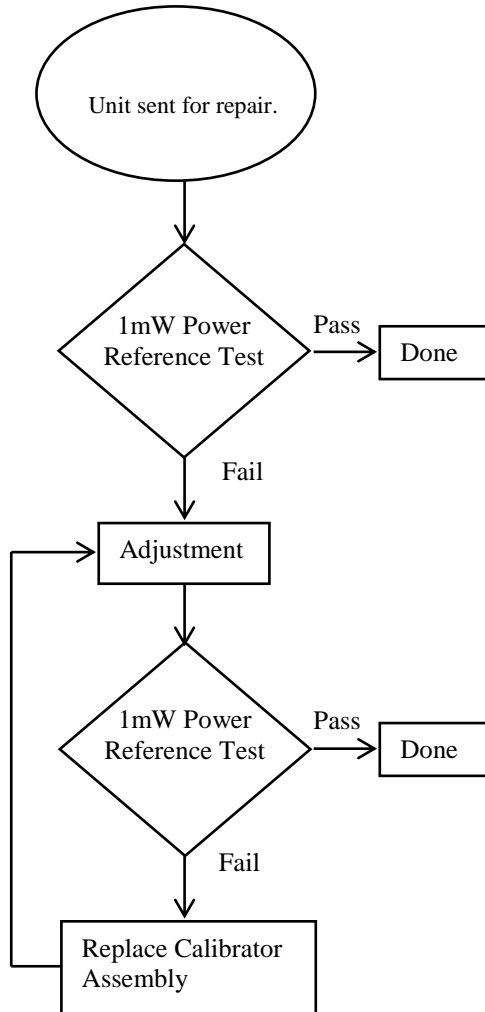 Unit sent for repair.
1mW Power
Reference Test
Pass
Done
Fail
Adjustment
1mW Power
Reference Test
Pass
Done
Fail
Replace Calibrator
Assembly